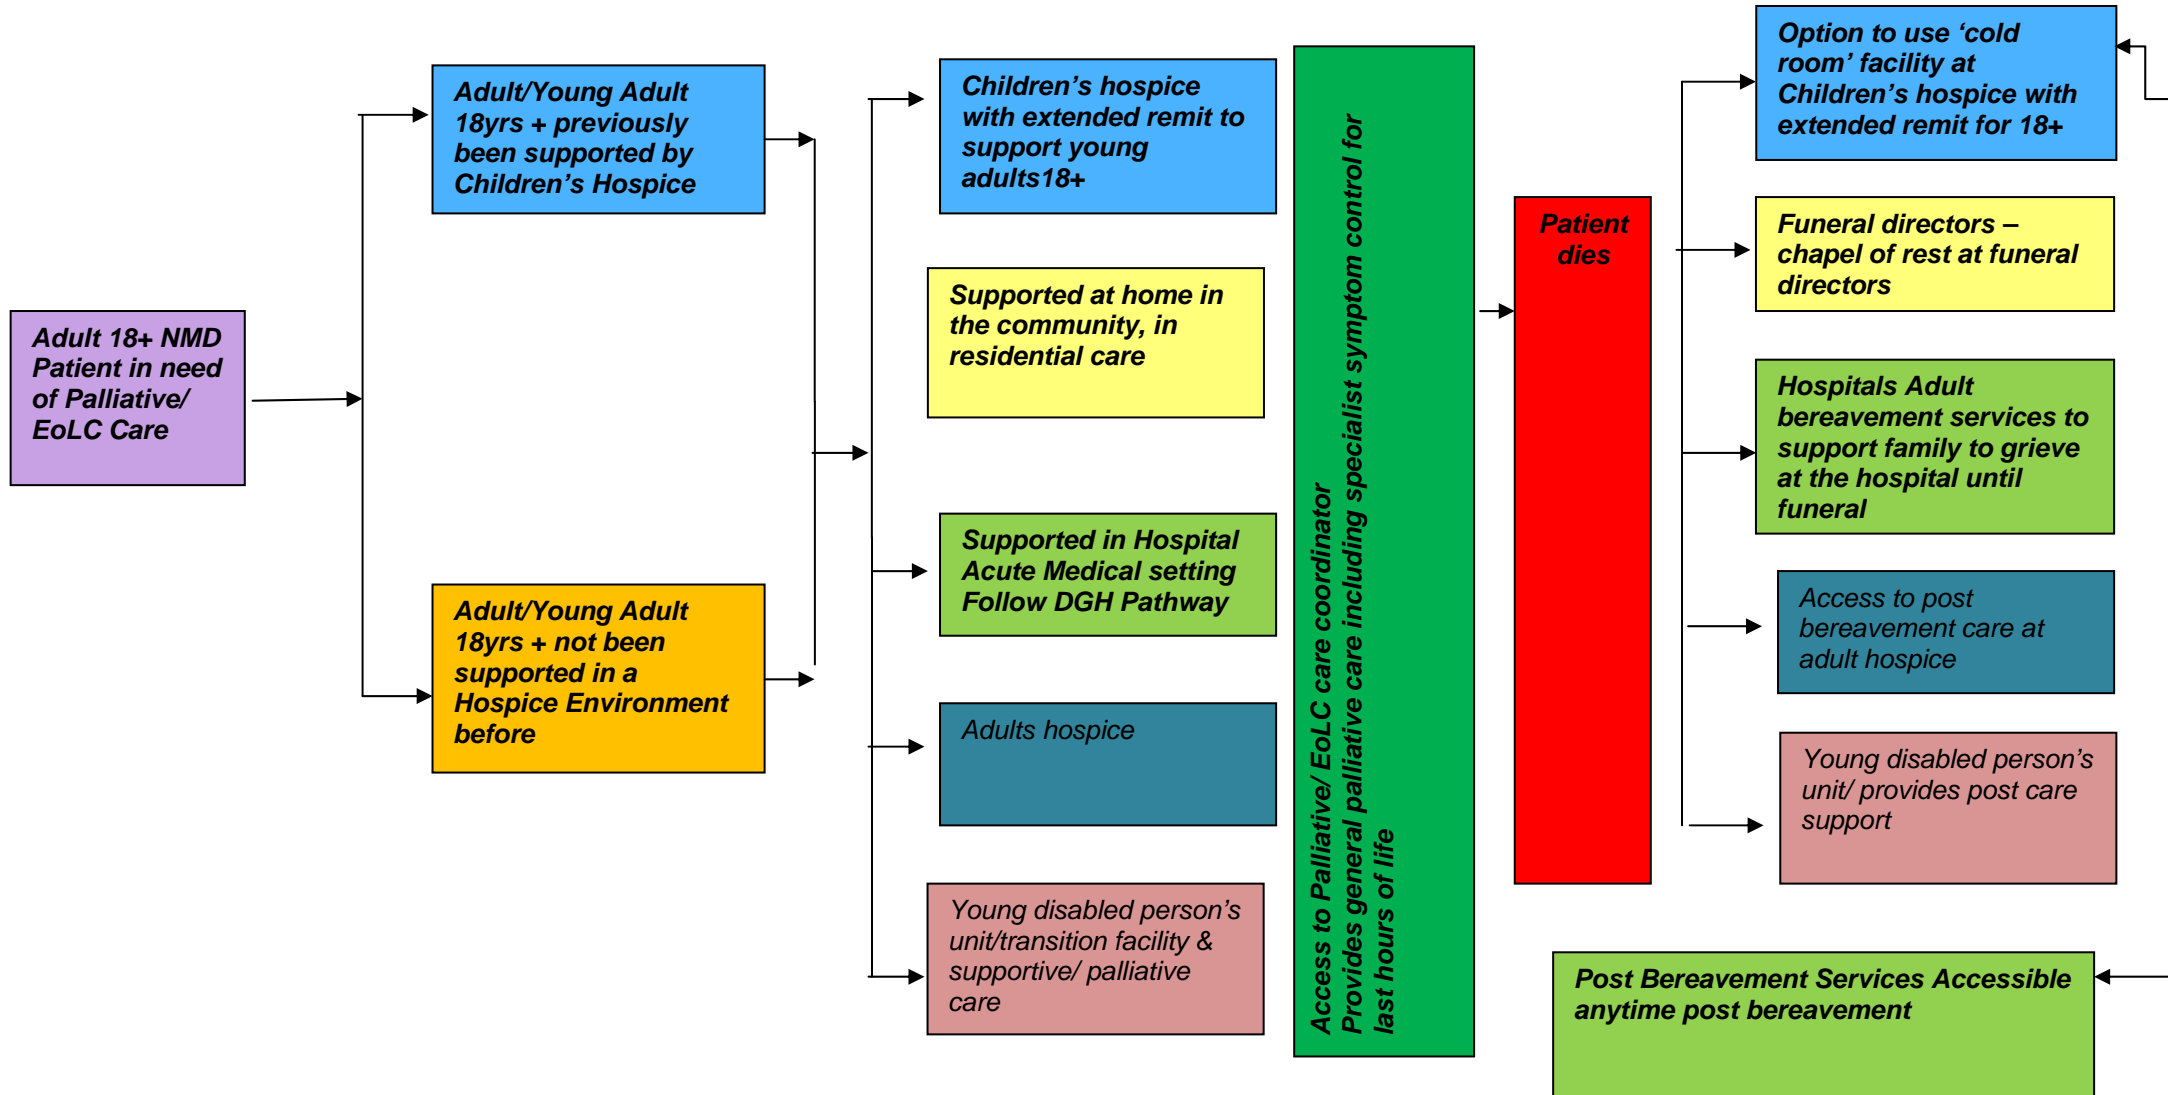 Adult 18+ NMD
Patient in need
of Palliative/
EoLC Care
Adult/Young Adult
18yrs + previously
been supported by
Children’s Hospice
Adult/Young Adult
18yrs + not been
supported in a
Hospice Environment
before
Children’s hospice
with extended remit to
support young
adults18+
Supported at home in
the community, in
residential care
Supported in Hospital
Acute Medical setting
Follow DGH Pathway
Adults hospice
Young disabled person’s
unit/transition facility &
supportive/ palliative
care
Access to Palliative/ EoLC care coordinator
Provides general palliative care including specialist symptom control for
last hours of life
Patient
dies
Option to use ‘cold
room’ facility at
Children’s hospice with
extended remit for 18+
Funeral directors –
chapel of rest at funeral
directors
Hospitals Adult
bereavement services to
support family to grieve
at the hospital until
funeral
Access to post
bereavement care at
adult hospice
Young disabled person’s
unit/ provides post care
support
Post Bereavement Services Accessible
anytime post bereavement